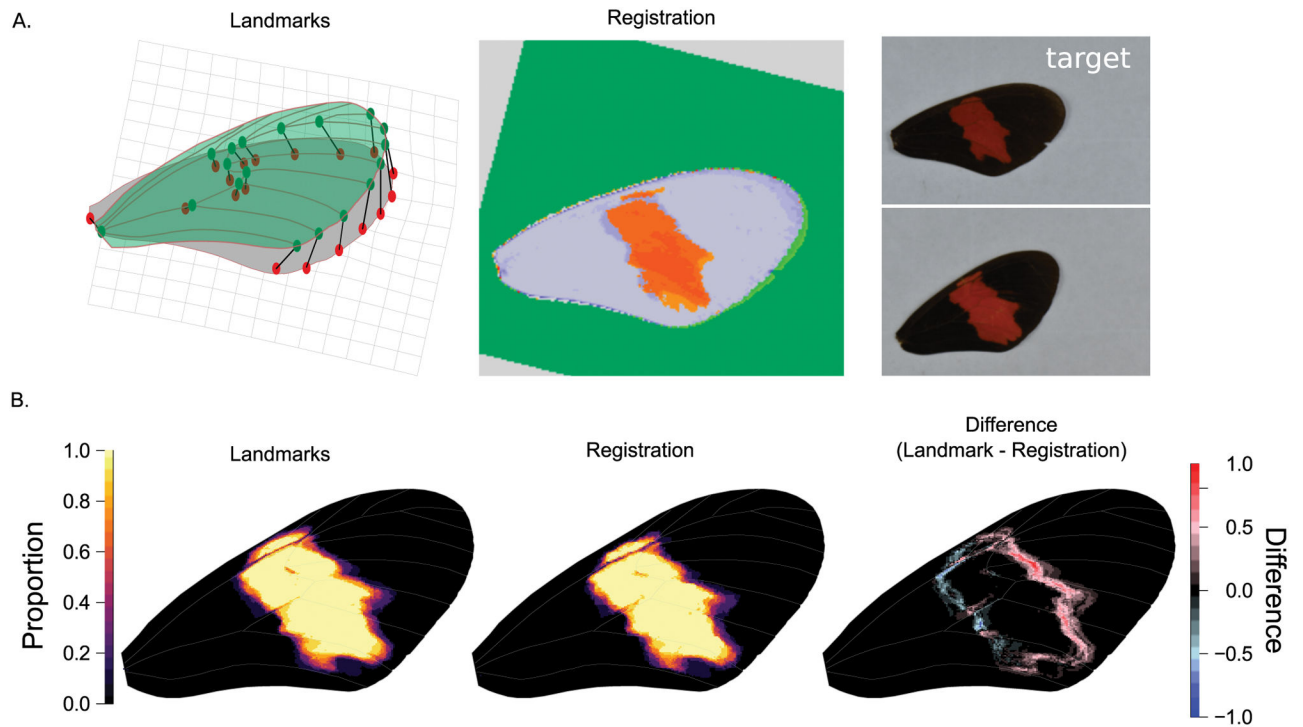 A.
Landmarks
Registration
target
B.
Landmarks
Registration
Difference
(Landmark - Registration)
Proportion
1.0
0.8
0.6
0.4
0.2
0.0
1.0
0.5
0.0
−0.5
−1.0
Difference